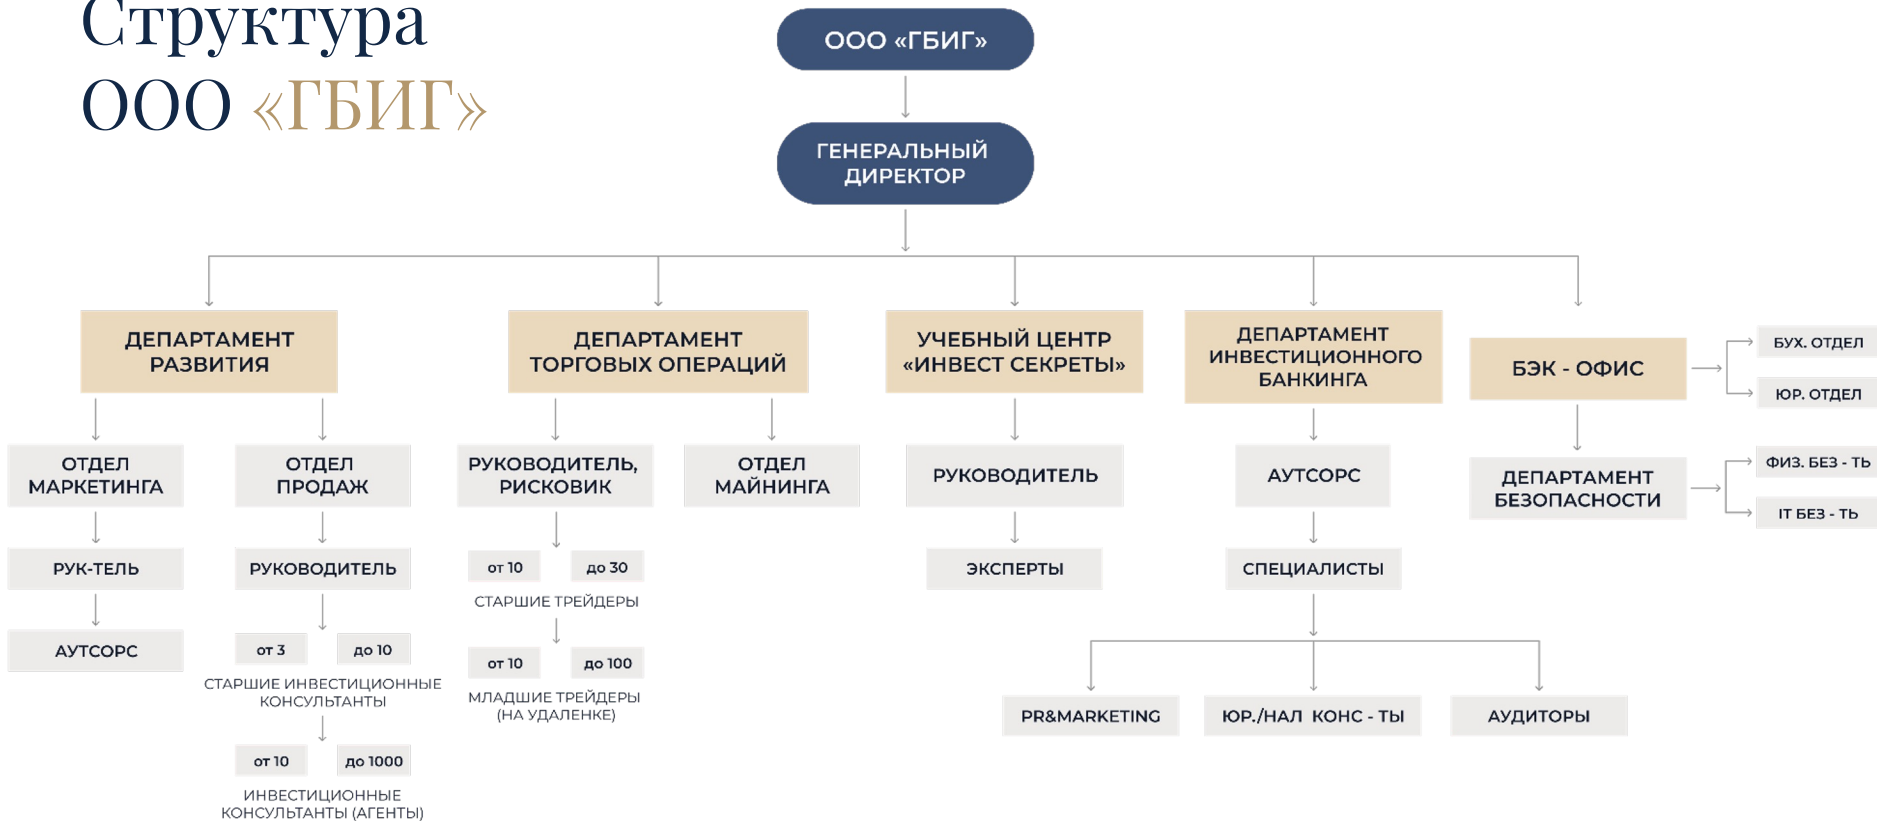 Структура
ООО «ГБИГ»
ООО «ГБИГ»
ГЕНЕРАЛЬНЫЙ
ДИРЕКТОР
ДЕПАРТАМЕНТ
РАЗВИТИЯ
ОТДЕЛ
МАРКЕТИНГА
РУК-ТЕЛЬ
АУТСОРС
ОТДЕЛ
ПРОДАЖ
РУКОВОДИТЕЛЬ
от 3
до 10
СТАРШИЕ ИНВЕСТИЦИОННЫЕ
КОНСУЛЬТАНТЫ
от 10
до 1000
ИНВЕСТИЦИОННЫЕ
КОНСУЛЬТАНТЫ (АГЕНТЫ)
ДЕПАРТАМЕНТ
ТОРГОВЫХ ОПЕРАЦИЙ
РУКОВОДИТЕЛЬ,
РИСКОВИК
от 10
до 30
СТАРШИЕ ТРЕЙДЕРЫ
от 10
до 100
МЛАДШИЕ ТРЕЙДЕРЫ
(НА УДАЛЕНКЕ)
ОТДЕЛ
МАЙНИНГА
УЧЕБНЫЙ ЦЕНТР
«ИНВЕСТ СЕКРЕТЫ»
РУКОВОДИТЕЛЬ
ЭКСПЕРТЫ
ДЕПАРТАМЕНТ
ИНВЕСТИЦИОННОГО
БАНКИНГА
АУТСОРС
СПЕЦИАЛИСТЫ
PR&MARKETING
ЮР./НАЛ КОНС - ТЫ
АУДИТОРЫ
БЭК - ОФИС
БУХ. ОТДЕЛ
ЮР. ОТДЕЛ
ДЕПАРТАМЕНТ
БЕЗОПАСНОСТИ
ФИЗ. БЕЗ - ТЬ
IT БЕЗ - ТЬ